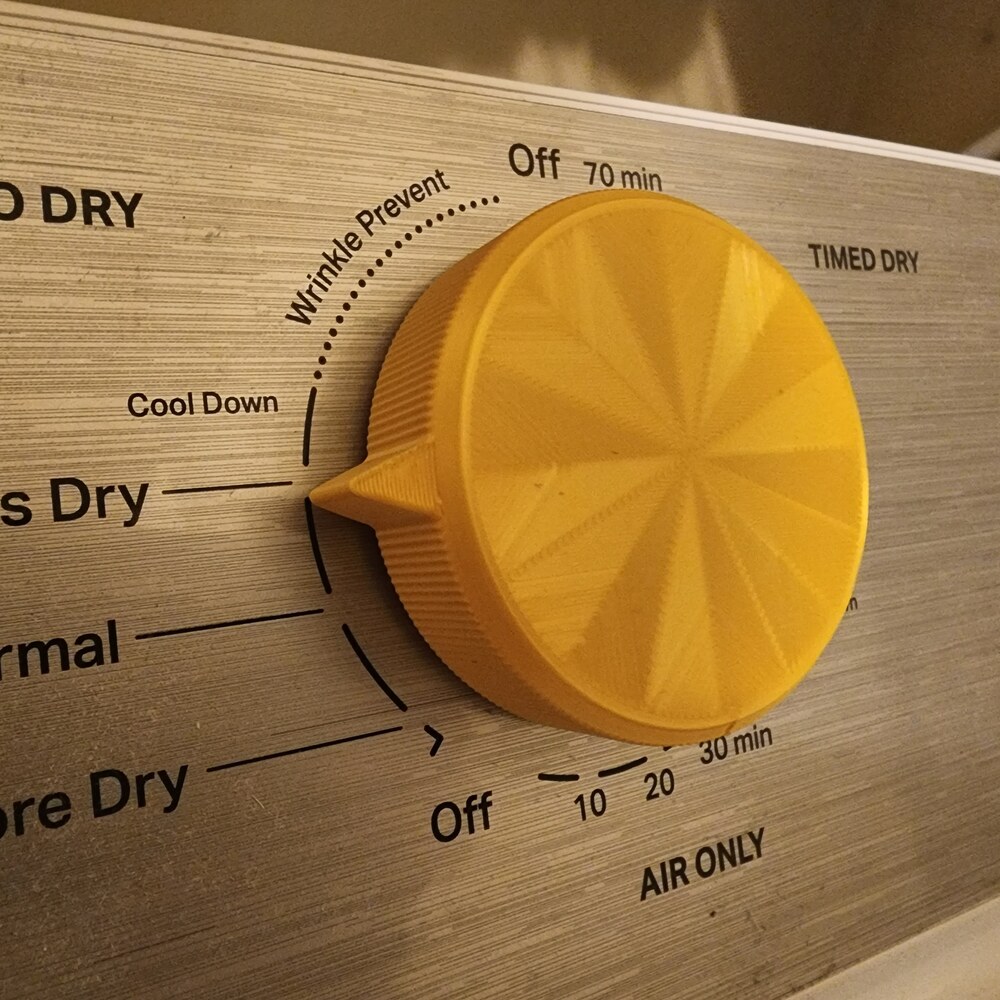 Off 70 min
O DRY
Wrinkle Prevent
TIMED DRY
Cool Down
s Dry
rmal
ore Dry
30 min
20
10
Off
AIR ONLY